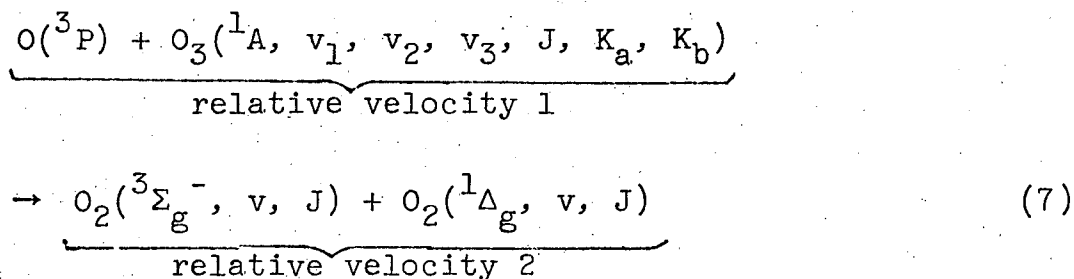 O(³P) + O₃(¹A, v₁, v₂, v₃, J, Kₐ, K_b)
relative velocity 1
→ O₂(³Σ_g⁻, v, J) + O₂(¹Δ_g, v, J) (7)
relative velocity 2